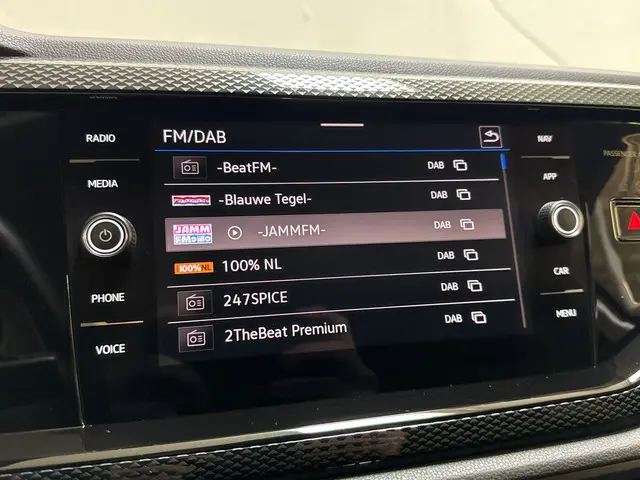 RADIO
MEDIA
PHONE
VOICE
FM/DAB
-BeatFM- DAB
-Blauwe Tegel- DAB
JAMM FM -JAMMFM- DAB
100%NL 100% NL DAB
247SPICE DAB
2TheBeat Premium DAB
NAV
APP
CAR
MENU
PASSENGER